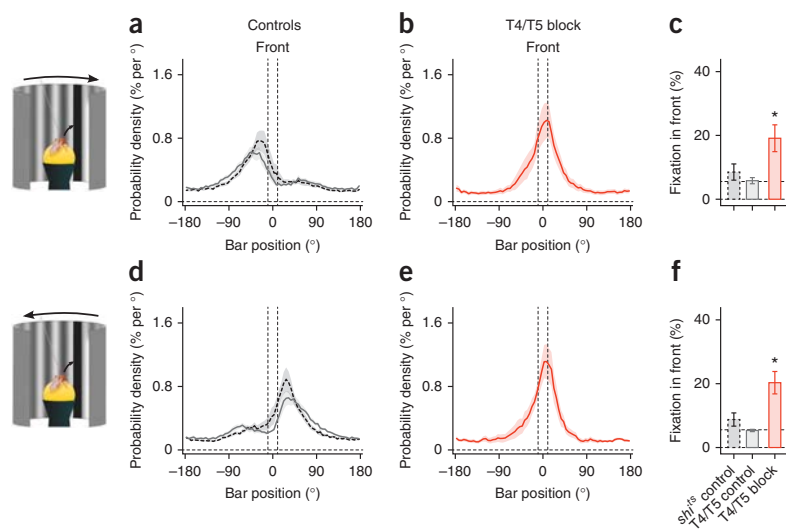 a Controls b T4/T5 block c
Front Front
Probability density (% per °) Probability density (% per °) Fixation in front (%)
1.6 1.6 40
0.8 0.8 20 *
0 0 0
–180 –90 0 90 180 –180 –90 0 90 180
Bar position (°) Bar position (°)
d e f
Probability density (% per °) Probability density (% per °) Fixation in front (%)
1.6 1.6 40
0.8 0.8 20 *
0 0 0
–180 –90 0 90 180 –180 –90 0 90 180
Bar position (°) Bar position (°)
shi^ts control
T4/T5 control
T4/T5 block